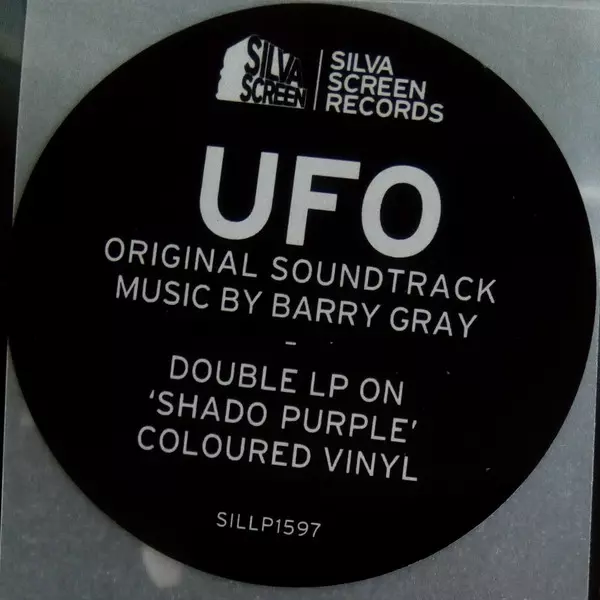 SILVA
SCREEN
SILVA
SCREEN
RECORDS
UFO
ORIGINAL SOUNDTRACK
MUSIC BY BARRY GRAY
-
DOUBLE LP ON
'SHADO PURPLE'
COLOURED VINYL
SILLP1597